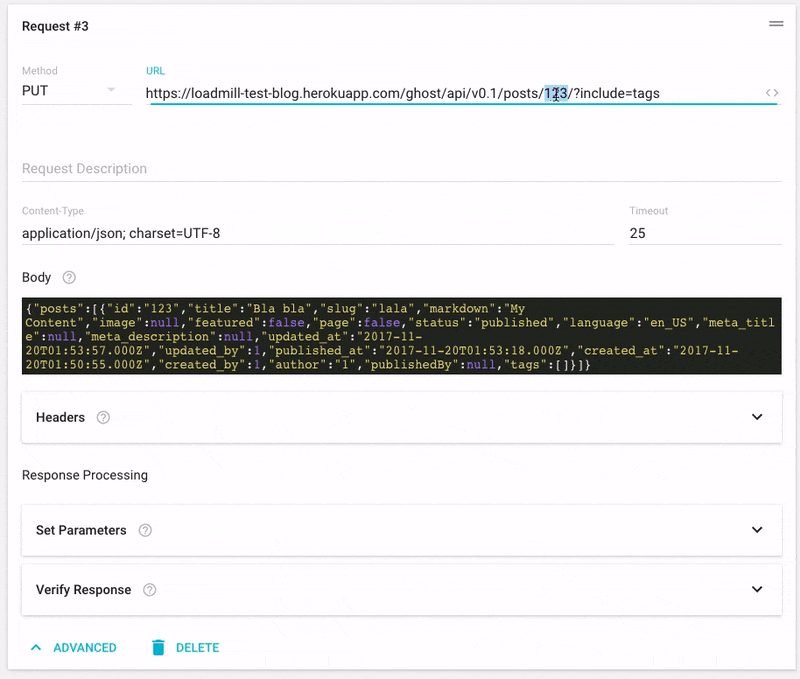 Request #3
Method
URL
PUT
https://loadmill-test-blog.herokuapp.com/ghost/api/v0.1/posts/123/?include=tags
Request Description
Content-Type
Timeout
application/json; charset=UTF-8
25
Body
{"posts":[{"id":"123","title":"Bla bla","slug":"lala","markdown":"My
Content","image":null,"featured":false,"page":false,"status":"published","language":"en_US","meta_titl
e":null,"meta_description":null,"updated_at":"2017-11-
20T01:53:57.000Z","updated_by":1,"published_at":"2017-11-20T01:53:18.000Z","created_at":"2017-11-
20T01:50:55.000Z","created_by":1,"author":"1","publishedBy":null,"tags":[]}]}
Headers
Response Processing
Set Parameters
Verify Response
ADVANCED
DELETE